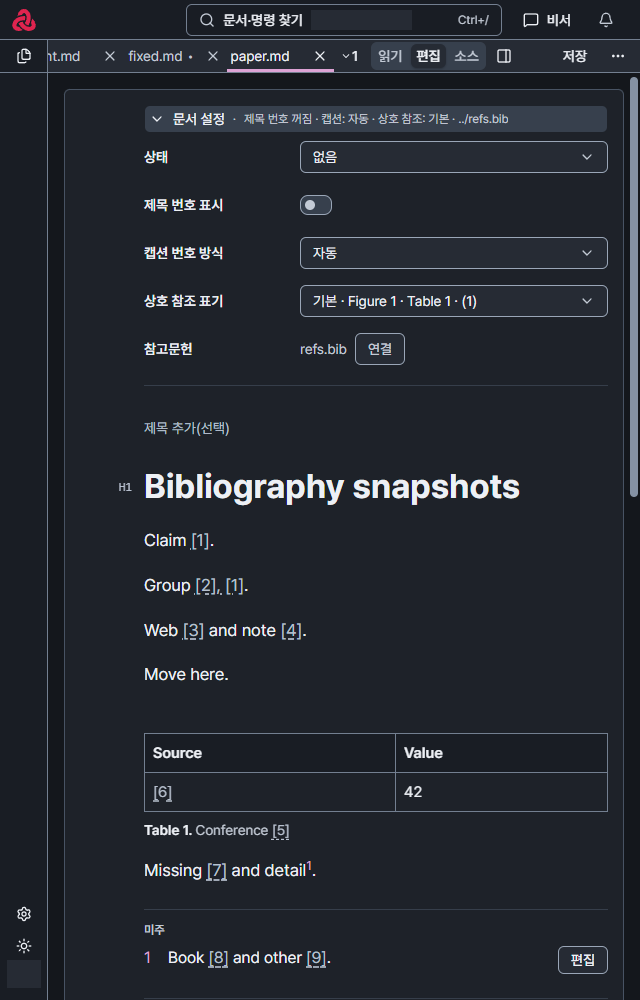 문서·명령 찾기 Ctrl+/ 비서
nt.md fixed.md • paper.md 1 읽기 편집 소스 저장 ···
문서 설정 · 제목 번호 꺼짐 · 캡션: 자동 · 상호 참조: 기본 · ../refs.bib
상태 없음
제목 번호 표시
캡션 번호 방식 자동
상호 참조 표기 기본 · Figure 1 · Table 1 · (1)
참고문헌 refs.bib 연결
제목 추가(선택)
H1 Bibliography snapshots
Claim [1].
Group [2], [1].
Web [3] and note [4].
Move here.
Source Value
[6] 42
Table 1. Conference [5]
Missing [7] and detail1.
미주
1 Book [8] and other [9]. 편집